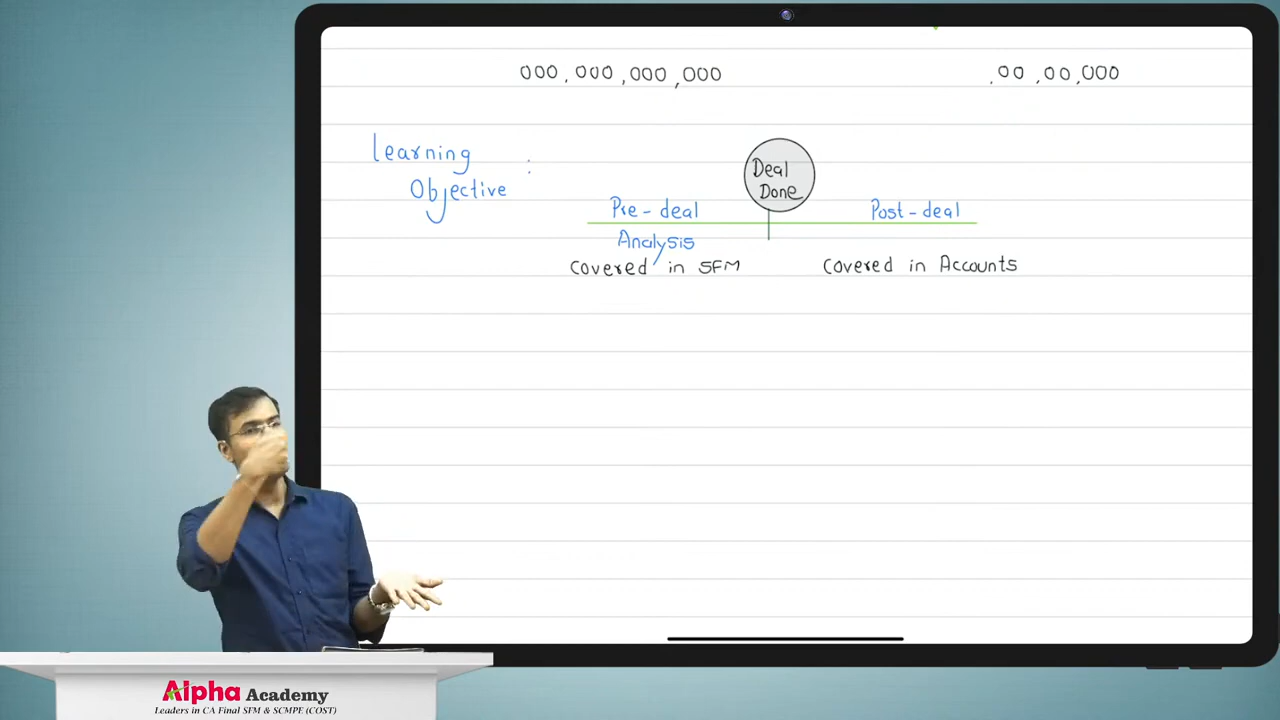 000,000,000,000
,00,00,000
Learning
Objective :
Deal
Done
Pre-deal
Post-deal
Analysis
Covered in SFM
Covered in Accounts
Alpha Academy
Leaders in CA Final SFM & SCMPE (COST)